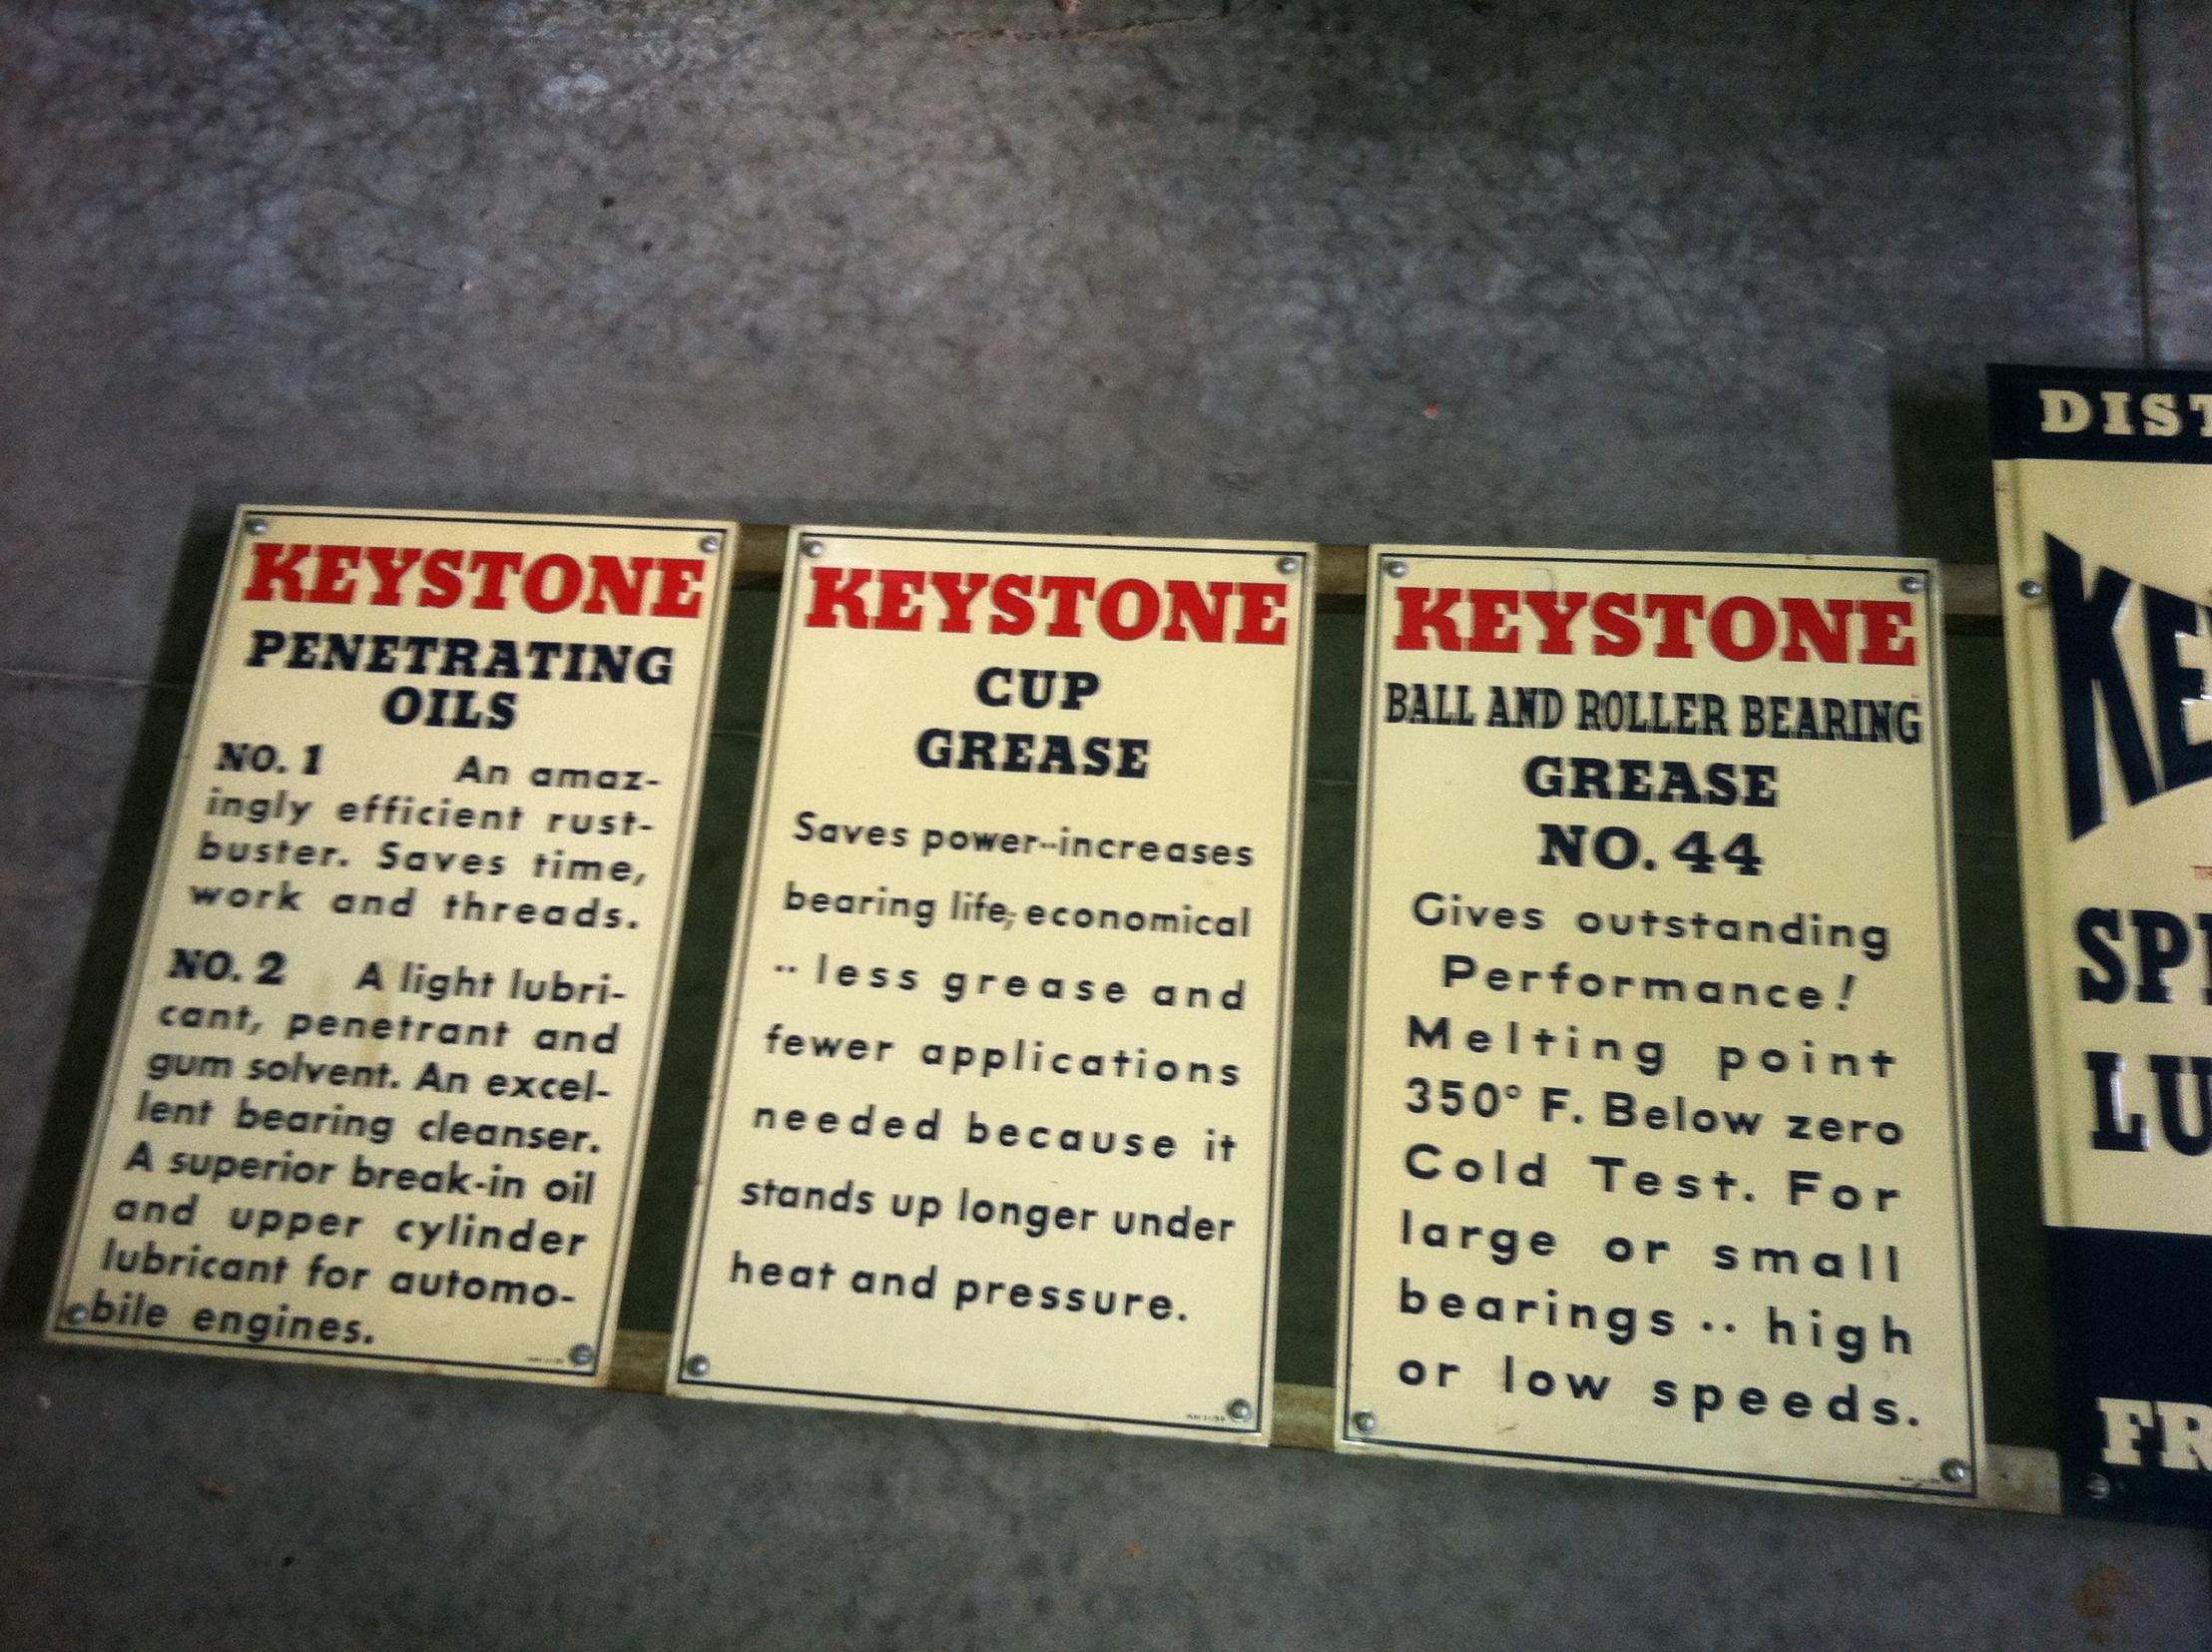 KEYSTONE
PENETRATING
OILS
NO. 1 An amaz-
ingly efficient rust-
buster. Saves time,
work and threads.
NO. 2 A light lubri-
cant, penetrant and
gum solvent. An excel-
lent bearing cleanser.
A superior break-in oil
and upper cylinder
lubricant for automo-
bile engines.
KEYSTONE
CUP
GREASE
Saves power--increases
bearing life, economical
.. less grease and
fewer applications
needed because it
stands up longer under
heat and pressure.
KEYSTONE
BALL AND ROLLER BEARING
GREASE
NO. 44
Gives outstanding
Performance!
Melting point
350° F. Below zero
Cold Test. For
large or small
bearings .. high
or low speeds.
DIST
KE
SP
LU
FR